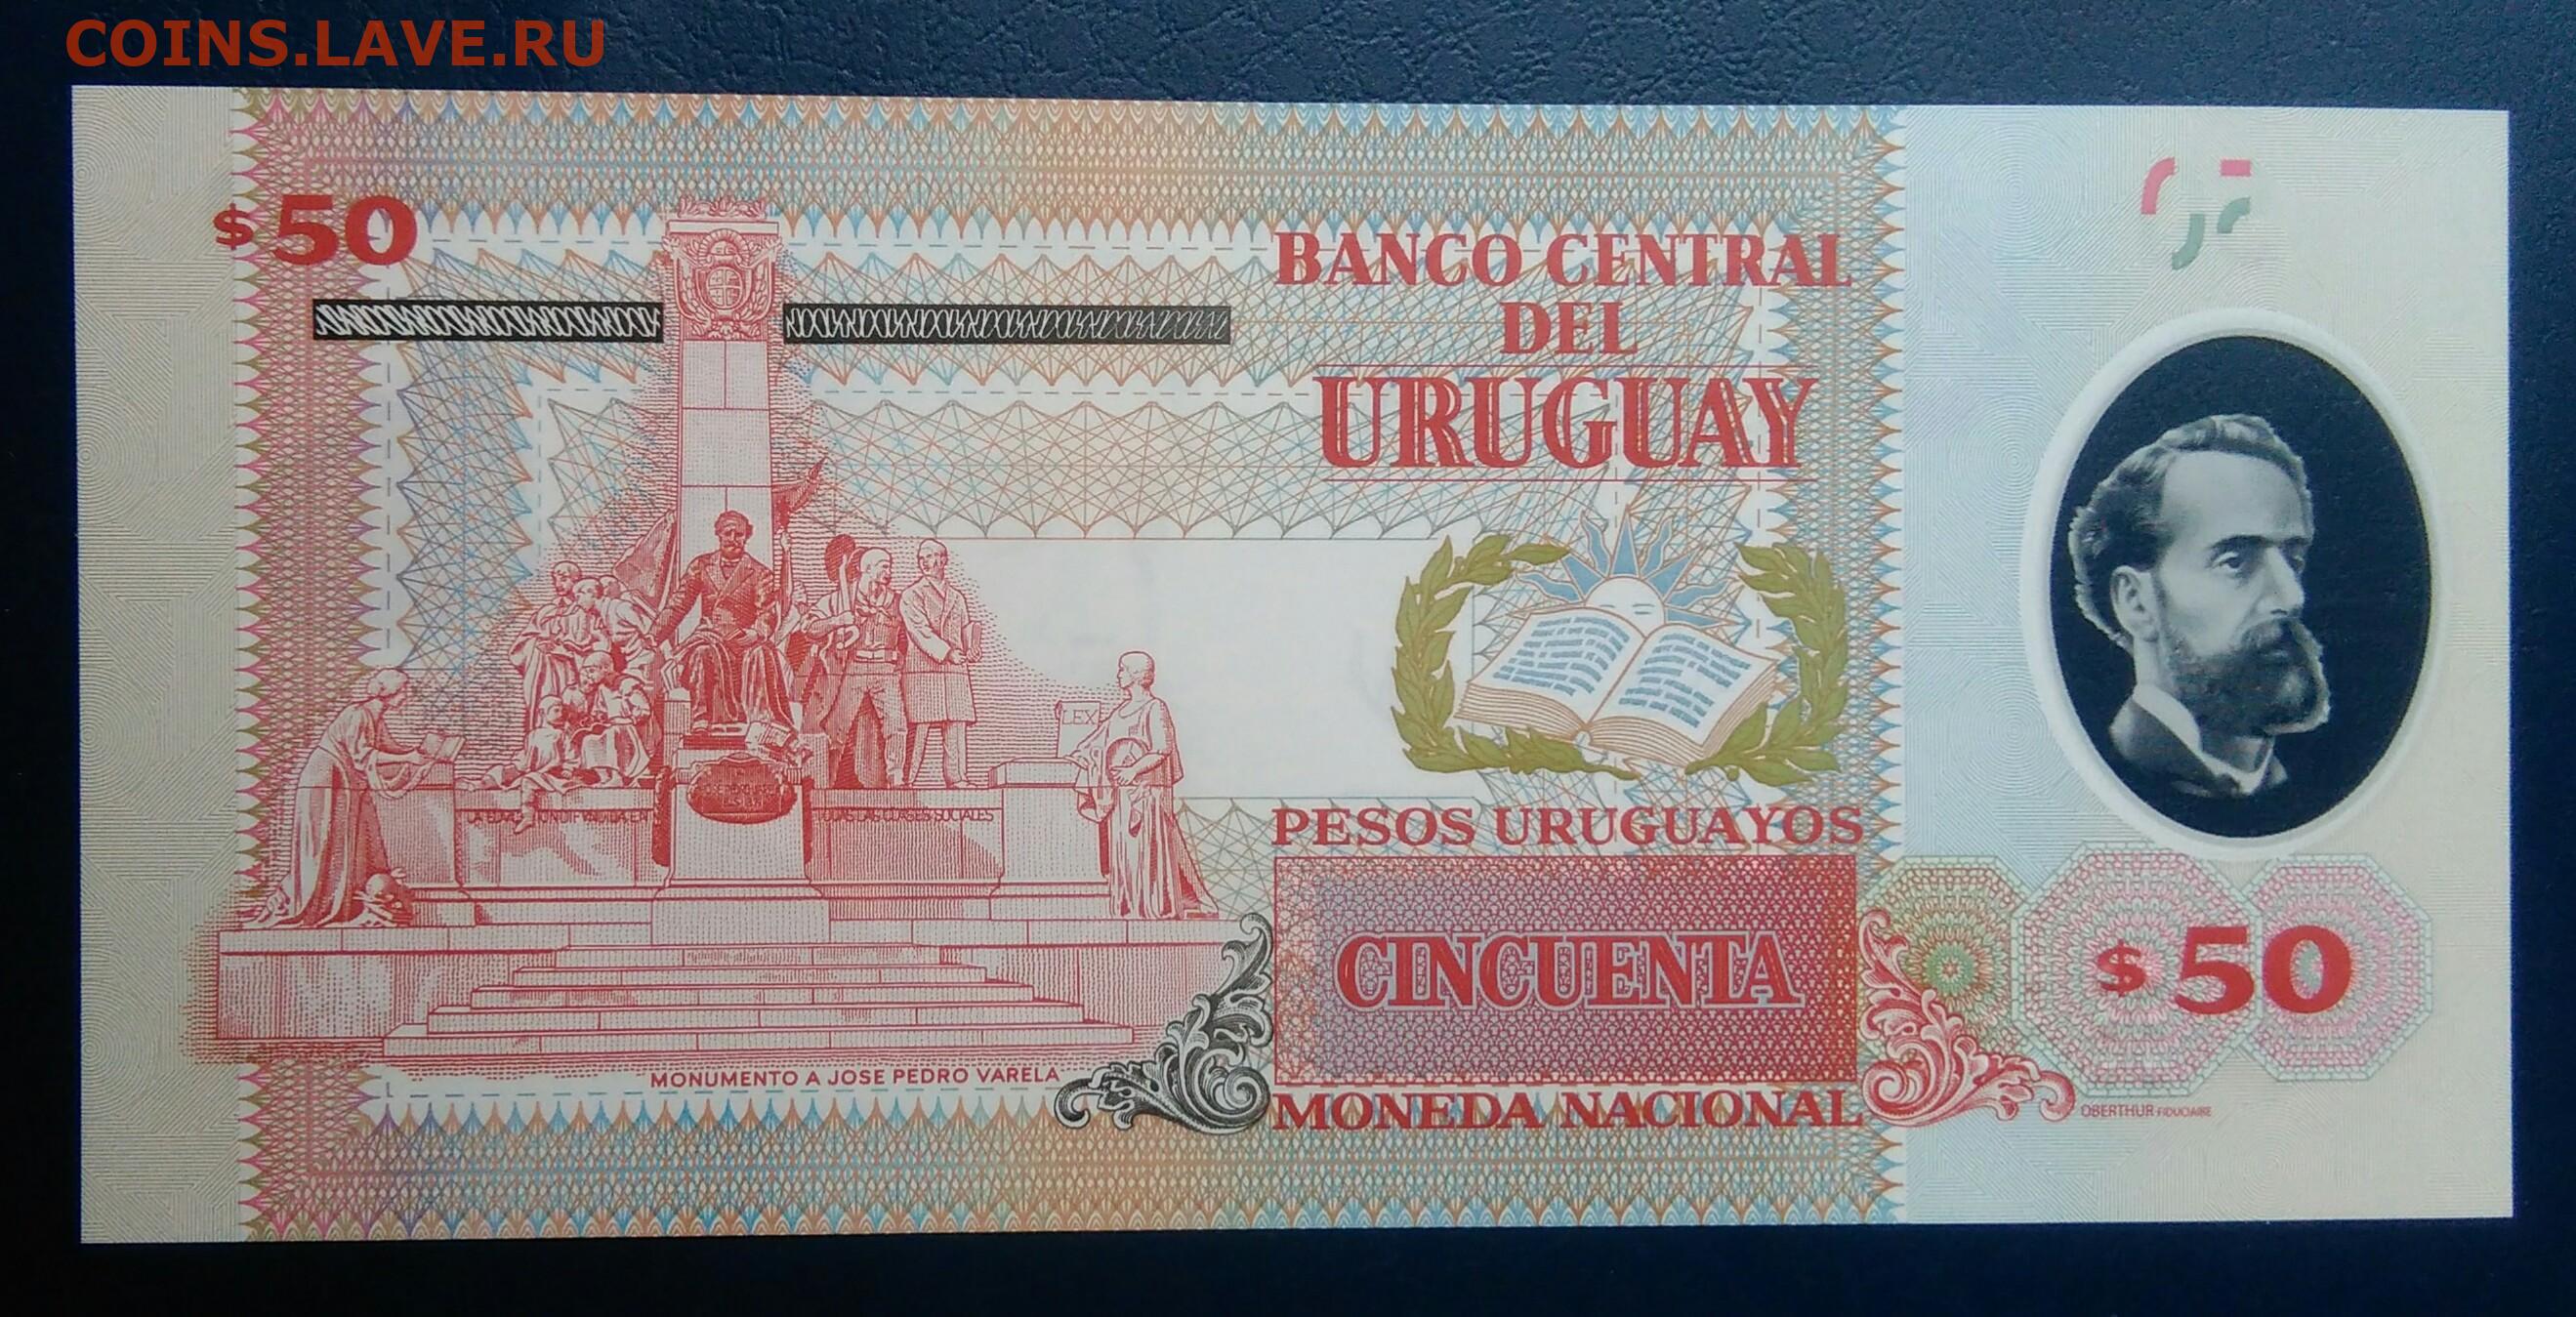 COINS.LAVE.RU
$50
BANCO CENTRAL
DEL
URUGUAY
LEX
TODAS LAS CLASES SOCIALES
PESOS URUGUAYOS
CINCUENTA
$50
MONUMENTO A JOSE PEDRO VARELA
MONEDA NACIONAL
OBERTHUR FIDUCIAIRE